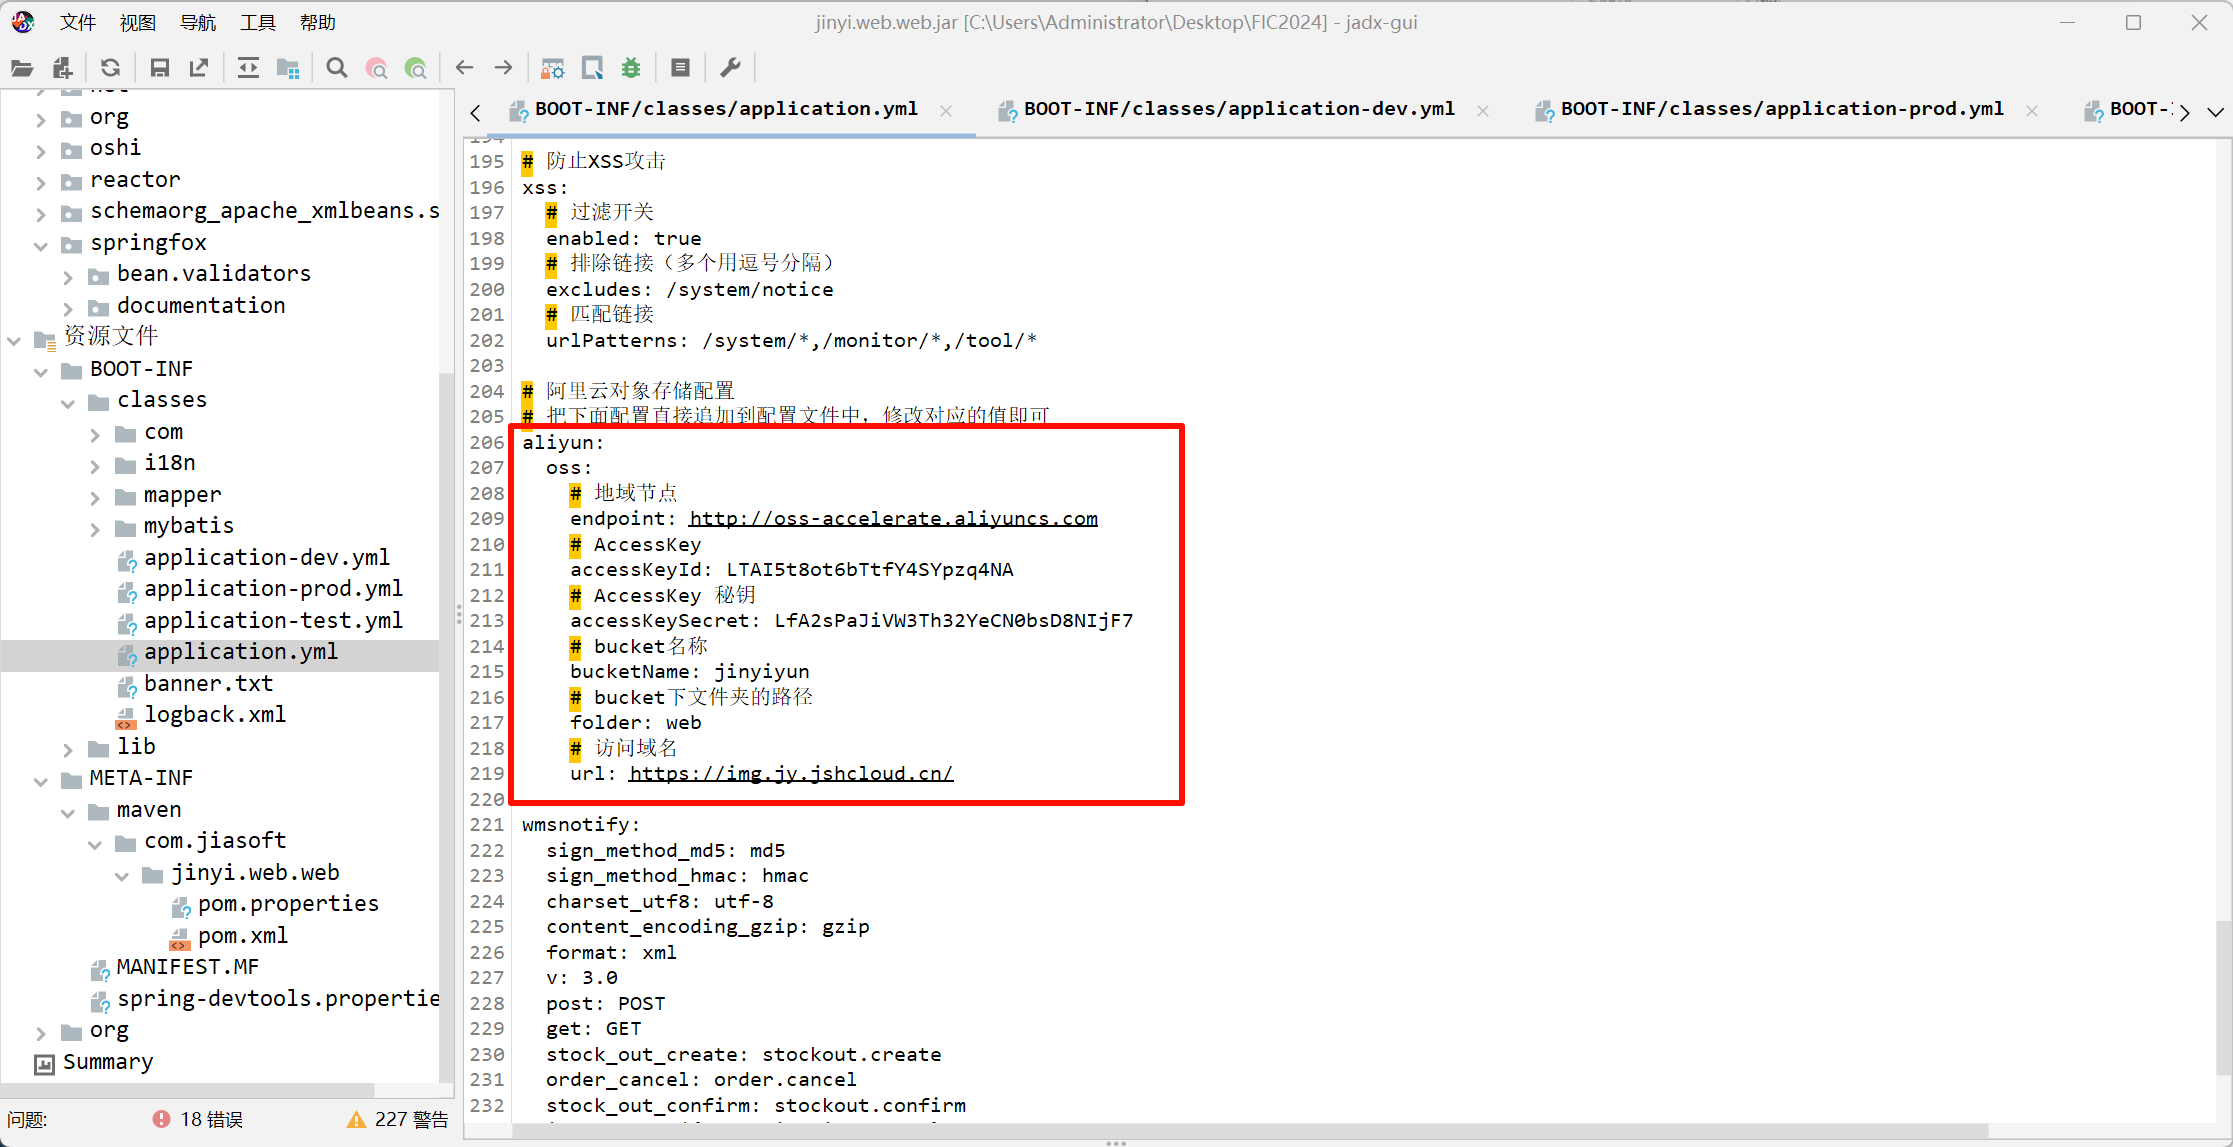 文件 视图 导航 工具 帮助
jinyi.web.web.jar [C:\Users\Administrator\Desktop\FIC2024] - jadx-gui
org
oshi
reactor
schemaorg_apache_xmlbeans.s
springfox
bean.validators
documentation
资源文件
BOOT-INF
classes
com
i18n
mapper
mybatis
application-dev.yml
application-prod.yml
application-test.yml
application.yml
banner.txt
logback.xml
lib
META-INF
maven
com.jiasoft
jinyi.web.web
pom.properties
pom.xml
MANIFEST.MF
spring-devtools.propertie
org
Summary
问题: 18 错误 227 警告
BOOT-INF/classes/application.yml BOOT-INF/classes/application-dev.yml BOOT-INF/classes/application-prod.yml BOOT-
194
195 # 防止XSS攻击
196 xss:
197 # 过滤开关
198 enabled: true
199 # 排除链接（多个用逗号分隔）
200 excludes: /system/notice
201 # 匹配链接
202 urlPatterns: /system/*,/monitor/*,/tool/*
203
204 # 阿里云对象存储配置
205 # 把下面配置直接追加到配置文件中，修改对应的值即可
206 aliyun:
207 oss:
208 # 地域节点
209 endpoint: http://oss-accelerate.aliyuncs.com
210 # AccessKey
211 accessKeyId: LTAI5t8ot6bTtfY4SYpzq4NA
212 # AccessKey 秘钥
213 accessKeySecret: LfA2sPaJiVW3Th32YeCN0bsD8NIjF7
214 # bucket名称
215 bucketName: jinyiyun
216 # bucket下文件夹的路径
217 folder: web
218 # 访问域名
219 url: https://img.jy.jshcloud.cn/
220
221 wmsnotify:
222 sign_method_md5: md5
223 sign_method_hmac: hmac
224 charset_utf8: utf-8
225 content_encoding_gzip: gzip
226 format: xml
227 v: 3.0
228 post: POST
229 get: GET
230 stock_out_create: stockout.create
231 order_cancel: order.cancel
232 stock_out_confirm: stockout.confirm